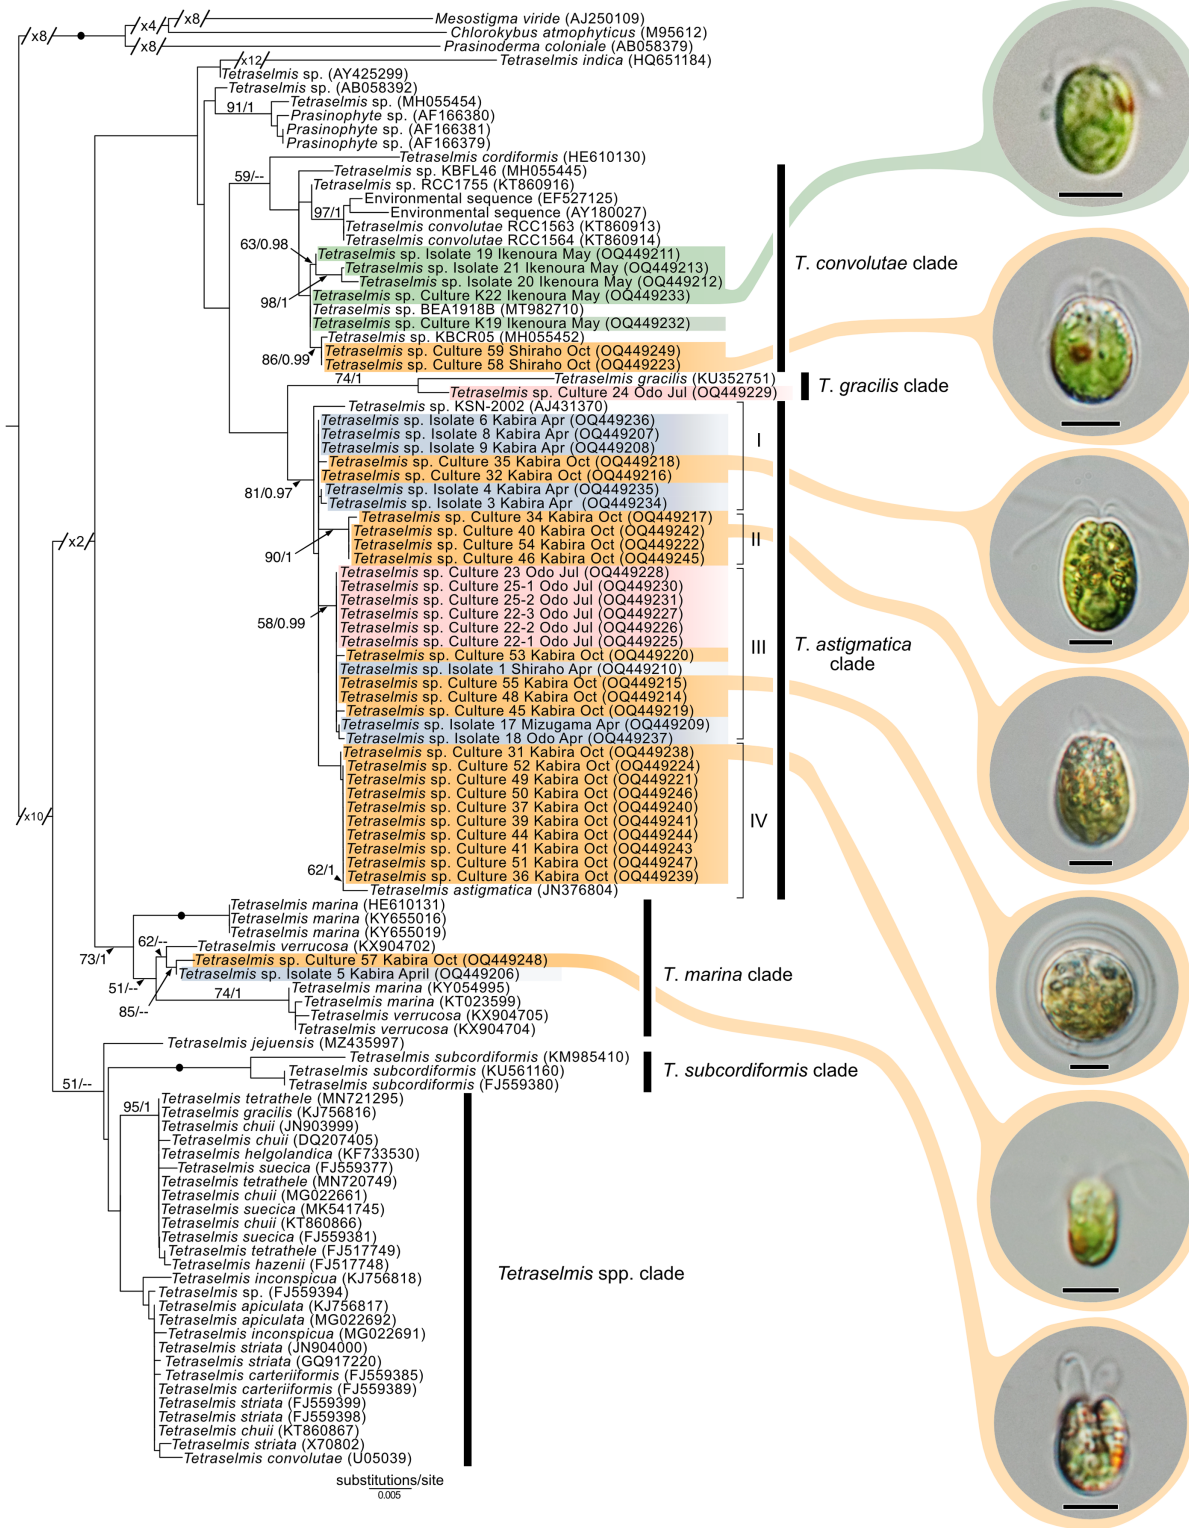 Mesostigma viride (AJ250109)
Chlorokybus atmophyticus (M95612)
Prasinoderma coloniale (AB058379)
Tetraselmis indica (HQ651184)
Tetraselmis sp. (AY425299)
Tetraselmis sp. (AB058392)
Tetraselmis sp. (MH055454)
Prasinophyte sp. (AF166380)
Prasinophyte sp. (AF166381)
Prasinophyte sp. (AF166379)
Tetraselmis cordiformis (HE610130)
Tetraselmis sp. KBFL46 (MH055445)
Tetraselmis sp. RCC1755 (KT860916)
Environmental sequence (EF527125)
Environmental sequence (AY180027)
Tetraselmis convolutae RCC1563 (KT860913)
Tetraselmis convolutae RCC1564 (KT860914)
Tetraselmis sp. Isolate 19 Ikenoura May (OQ449211)
Tetraselmis sp. Isolate 21 Ikenoura May (OQ449213)
Tetraselmis sp. Isolate 20 Ikenoura May (OQ449212)
Tetraselmis sp. Culture K22 Ikenoura May (OQ449233)
Tetraselmis sp. BEA1918B (MT982710)
Tetraselmis sp. Culture K19 Ikenoura May (OQ449232)
Tetraselmis sp. KBCR05 (MH055452)
Tetraselmis sp. Culture 59 Shiraho Oct (OQ449249)
Tetraselmis sp. Culture 58 Shiraho Oct (OQ449223)
Tetraselmis gracilis (KU352751)
Tetraselmis sp. Culture 24 Odo Jul (OQ449229)
Tetraselmis sp. KSN-2002 (AJ431370)
Tetraselmis sp. Isolate 6 Kabira Apr (OQ449236)
Tetraselmis sp. Isolate 8 Kabira Apr (OQ449207)
Tetraselmis sp. Isolate 9 Kabira Apr (OQ449208)
Tetraselmis sp. Culture 35 Kabira Oct (OQ449218)
Tetraselmis sp. Culture 32 Kabira Oct (OQ449216)
Tetraselmis sp. Isolate 4 Kabira Apr (OQ449235)
Tetraselmis sp. Isolate 3 Kabira Apr (OQ449234)
Tetraselmis sp. Culture 34 Kabira Oct (OQ449217)
Tetraselmis sp. Culture 40 Kabira Oct (OQ449242)
Tetraselmis sp. Culture 54 Kabira Oct (OQ449222)
Tetraselmis sp. Culture 46 Kabira Oct (OQ449245)
Tetraselmis sp. Culture 23 Odo Jul (OQ449228)
Tetraselmis sp. Culture 25-1 Odo Jul (OQ449230)
Tetraselmis sp. Culture 25-2 Odo Jul (OQ449231)
Tetraselmis sp. Culture 22-3 Odo Jul (OQ449227)
Tetraselmis sp. Culture 22-2 Odo Jul (OQ449226)
Tetraselmis sp. Culture 22-1 Odo Jul (OQ449225)
Tetraselmis sp. Culture 53 Kabira Oct (OQ449220)
Tetraselmis sp. Isolate 1 Shiraho Apr (OQ449210)
Tetraselmis sp. Culture 55 Kabira Oct (OQ449215)
Tetraselmis sp. Culture 48 Kabira Oct (OQ449214)
Tetraselmis sp. Culture 45 Kabira Oct (OQ449219)
Tetraselmis sp. Isolate 17 Mizugama Apr (OQ449209)
Tetraselmis sp. Isolate 18 Odo Apr (OQ449237)
Tetraselmis sp. Culture 31 Kabira Oct (OQ449238)
Tetraselmis sp. Culture 52 Kabira Oct (OQ449224)
Tetraselmis sp. Culture 49 Kabira Oct (OQ449221)
Tetraselmis sp. Culture 50 Kabira Oct (OQ449246)
Tetraselmis sp. Culture 37 Kabira Oct (OQ449240)
Tetraselmis sp. Culture 39 Kabira Oct (OQ449241)
Tetraselmis sp. Culture 44 Kabira Oct (OQ449244)
Tetraselmis sp. Culture 41 Kabira Oct (OQ449243
Tetraselmis sp. Culture 51 Kabira Oct (OQ449247)
Tetraselmis sp. Culture 36 Kabira Oct (OQ449239)
Tetraselmis astigmatica (JN376804)
Tetraselmis marina (HE610131)
Tetraselmis marina (KY655016)
Tetraselmis marina (KY655019)
Tetraselmis verrucosa (KX904702)
Tetraselmis sp. Culture 57 Kabira Oct (OQ449248)
Tetraselmis sp. Isolate 5 Kabira April (OQ449206)
Tetraselmis marina (KY054995)
Tetraselmis marina (KT023599)
Tetraselmis verrucosa (KX904705)
Tetraselmis verrucosa (KX904704)
Tetraselmis jejuensis (MZ435997)
Tetraselmis subcordiformis (KM985410)
Tetraselmis subcordiformis (KU561160)
Tetraselmis subcordiformis (FJ559380)
Tetraselmis tetrathele (MN721295)
Tetraselmis gracilis (KJ756816)
Tetraselmis chuii (JN903999)
Tetraselmis chuii (DQ207405)
Tetraselmis helgolandica (KF733530)
Tetraselmis suecica (FJ559377)
Tetraselmis tetrathele (MN720749)
Tetraselmis chuii (MG022661)
Tetraselmis suecica (MK541745)
Tetraselmis chuii (KT860866)
Tetraselmis suecica (FJ559381)
Tetraselmis tetrathele (FJ517749)
Tetraselmis hazenii (FJ517748)
Tetraselmis inconspicua (KJ756818)
Tetraselmis sp. (FJ559394)
Tetraselmis apiculata (KJ756817)
Tetraselmis apiculata (MG022692)
Tetraselmis inconspicua (MG022691)
Tetraselmis striata (JN904000)
Tetraselmis striata (GQ917220)
Tetraselmis carteriiformis (FJ559385)
Tetraselmis carteriiformis (FJ559389)
Tetraselmis striata (FJ559399)
Tetraselmis striata (FJ559398)
Tetraselmis chuii (KT860867)
Tetraselmis striata (X70802)
Tetraselmis convolutae (U05039)
substitutions/site
0.005
x8
x4
x8
x8
x12
91/1
59/--
97/1
63/0.98
98/1
86/0.99
74/1
81/0.97
90/1
58/0.99
62/1
x2
x10
73/1
62/--
51/--
85/--
74/1
51/--
95/1
I
II
III
IV
T. convolutae clade
T. gracilis clade
T. astigmatica
clade
T. marina clade
T. subcordiformis clade
Tetraselmis spp. clade